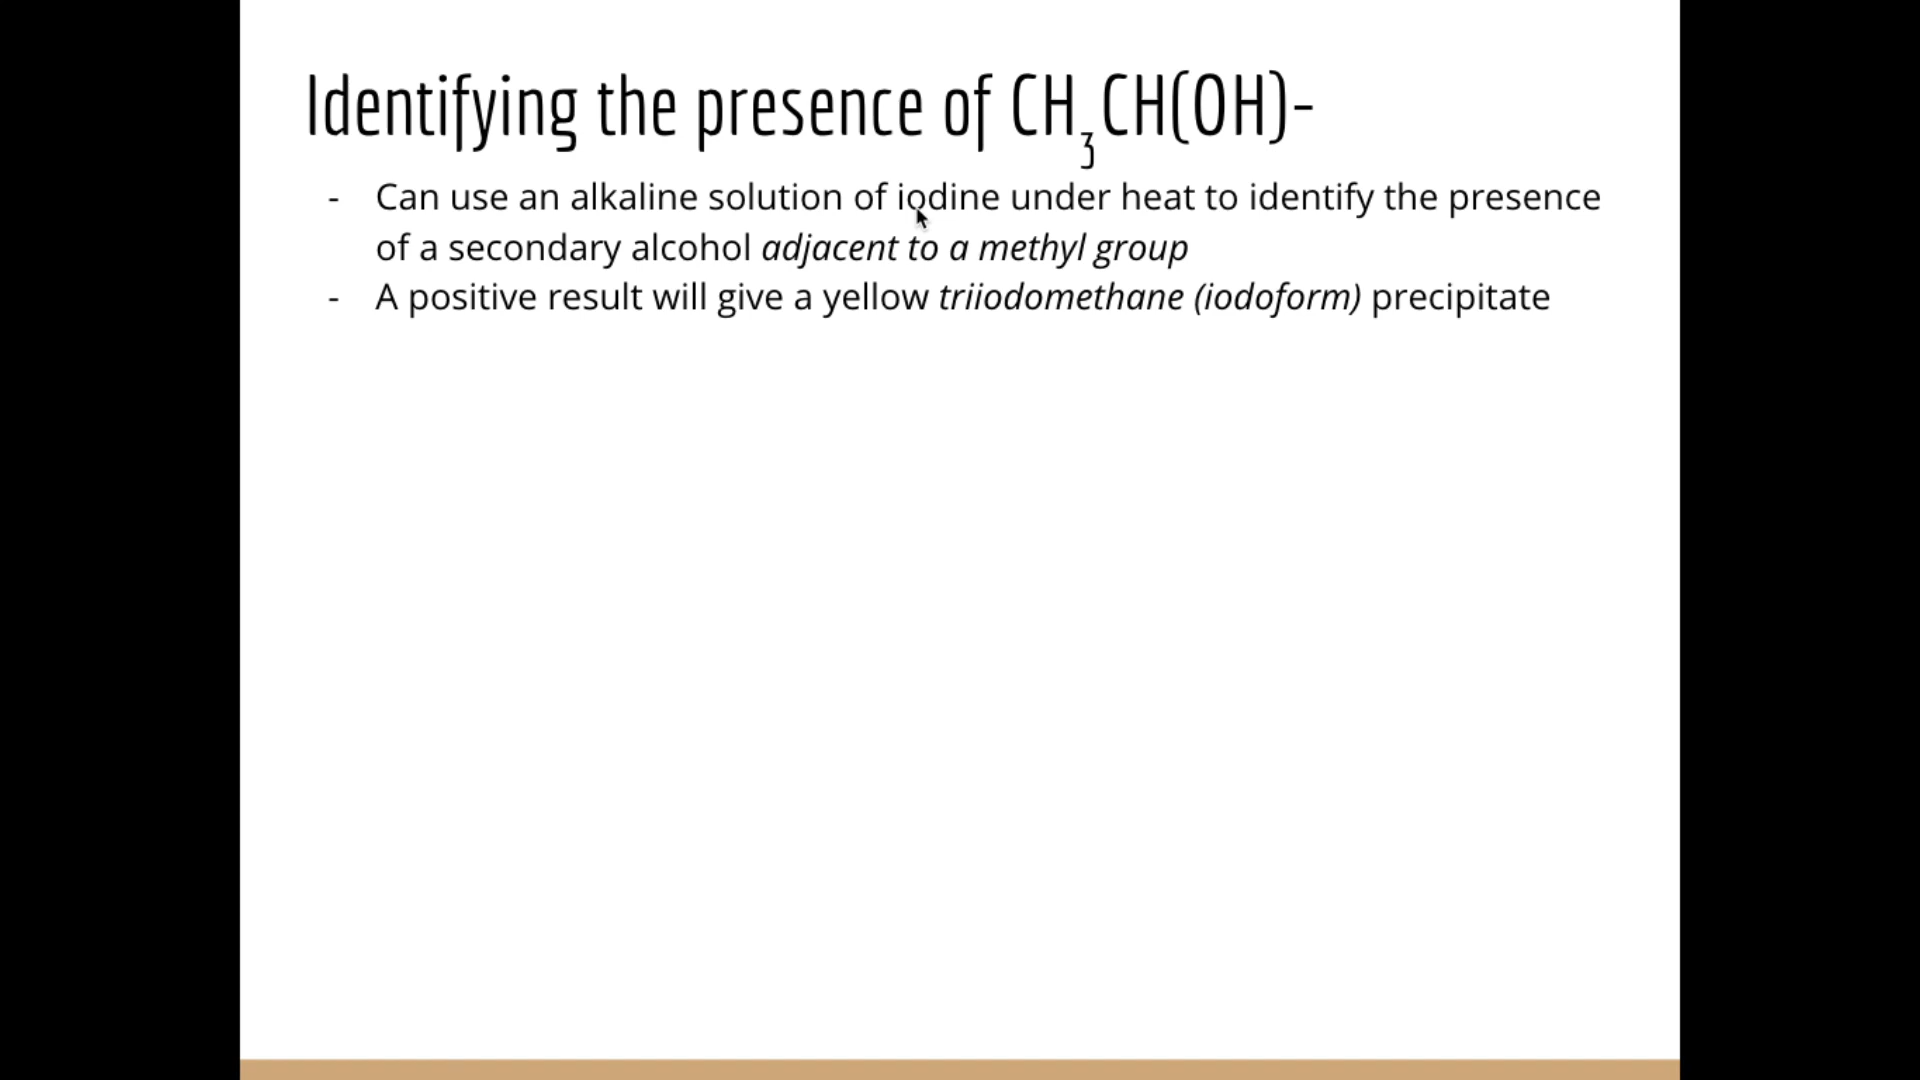 Identifying the presence of CH₃CH(OH)-
- Can use an alkaline solution of iodine under heat to identify the presence
of a secondary alcohol adjacent to a methyl group
- A positive result will give a yellow triiodomethane (iodoform) precipitate